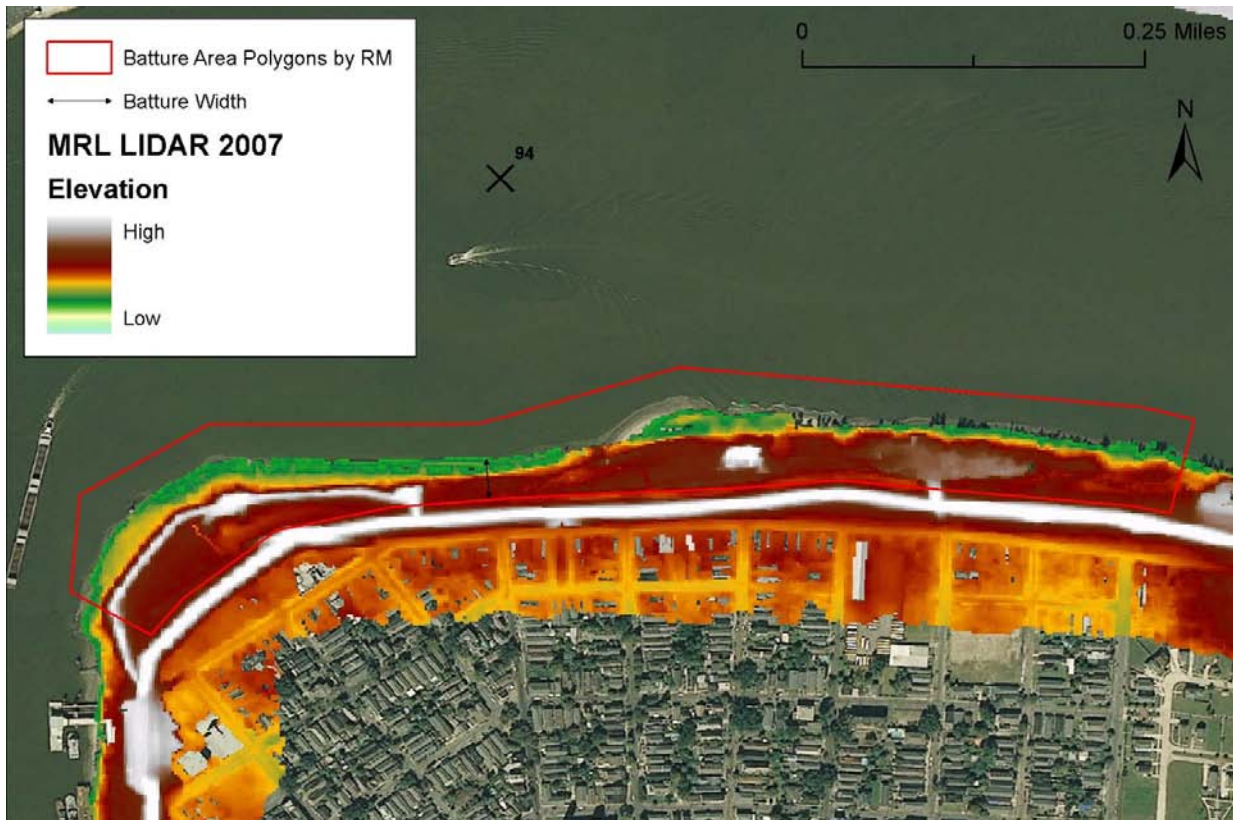 Batture Area Polygons by RM
Batture Width
MRL LIDAR 2007
Elevation
High
Low
0
0.25 Miles
N
94